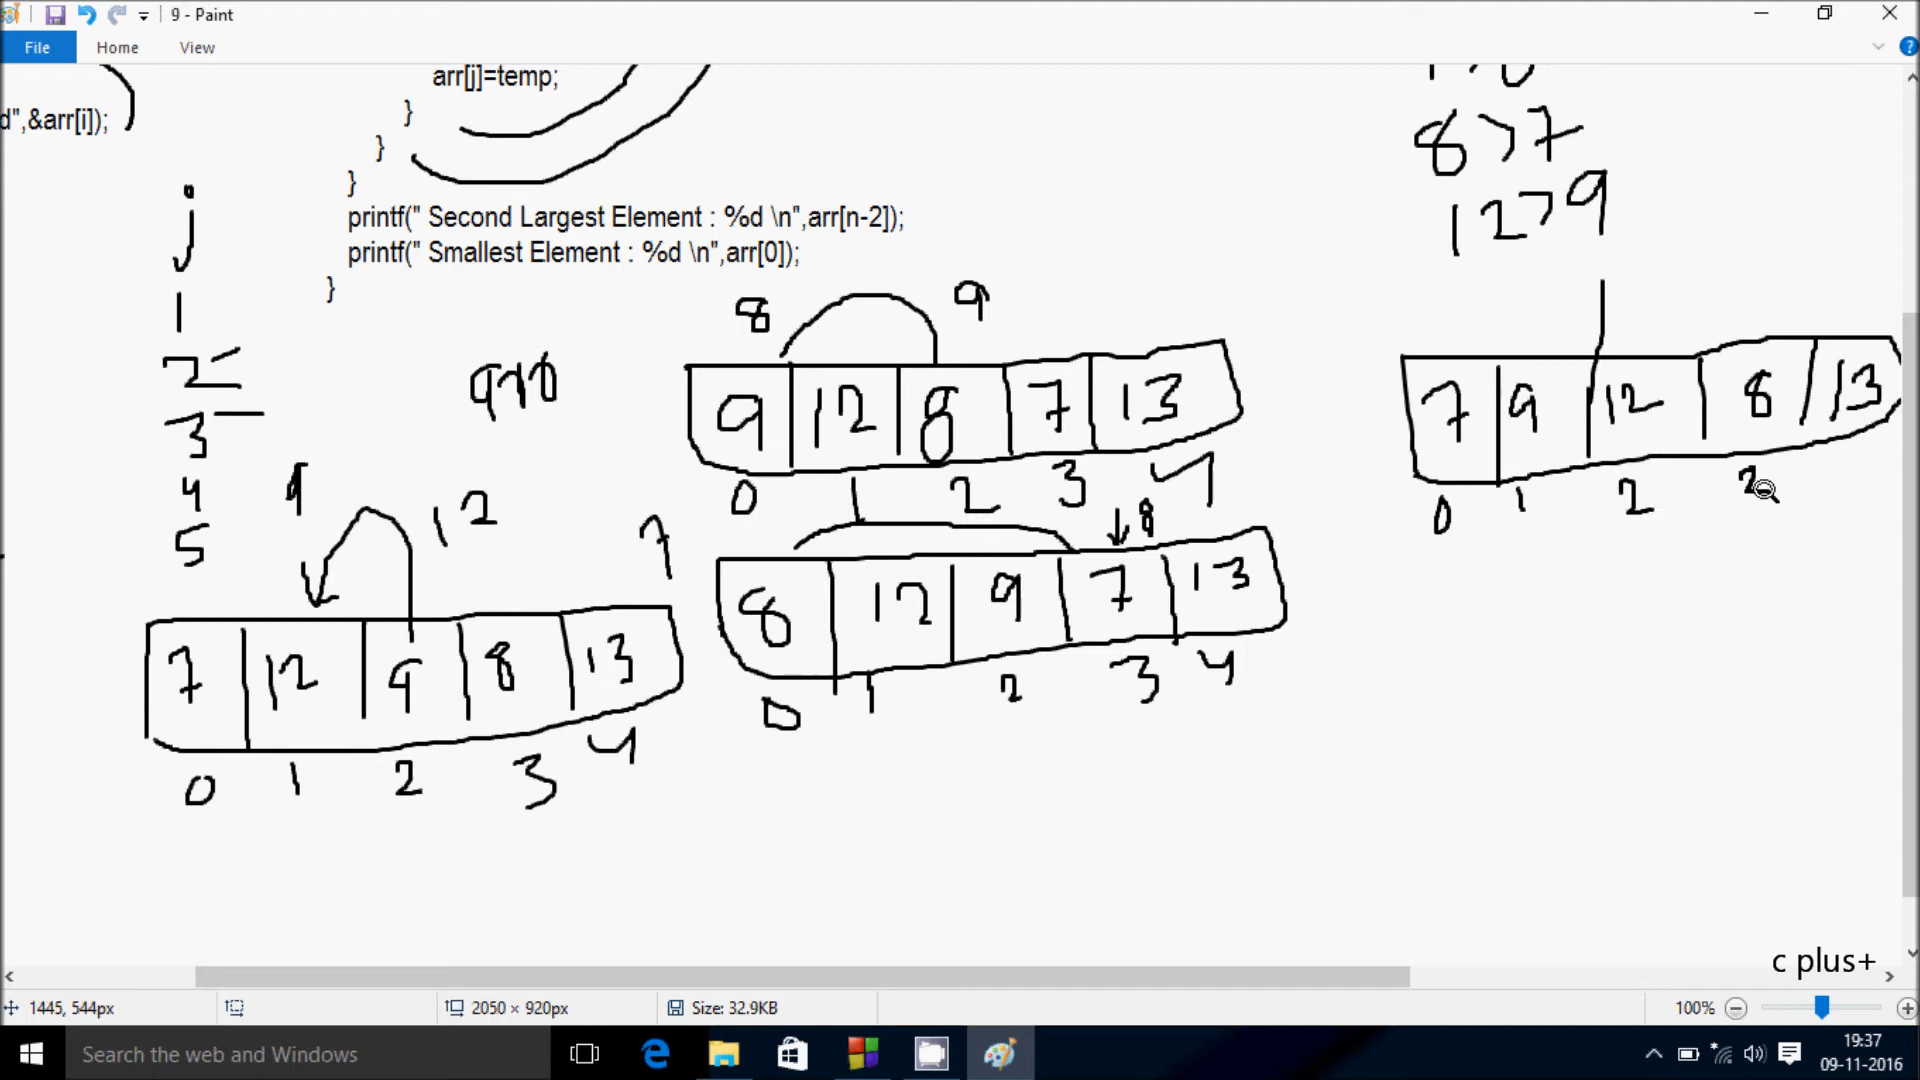 9 - Paint
File Home View
arr[j]=temp;
d",&arr[i]);
}
}
}
printf(" Second Largest Element : %d \n",arr[n-2]);
printf(" Smallest Element : %d \n",arr[0]);
}
8>7
12>9
j
1
2
3
4
5
8 9
9 12 8 7 13
0 1 2 3 4
7 9 12 8 13
0 1 2
9 12 7
8
8 12 9 7 13
0 1 2 3 4
7 12 9 8 13
0 1 2 3 4
c plus+
1445, 544px
2050 × 920px
Size: 32.9KB
100%
Search the web and Windows
19:37
09-11-2016